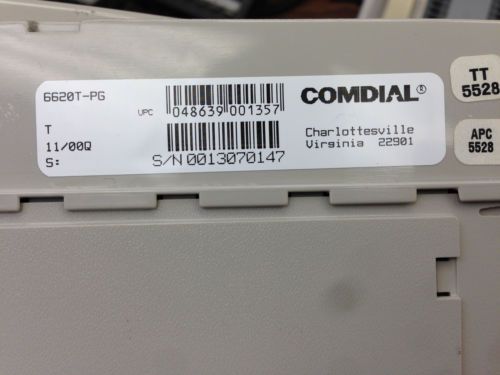 6620T-PG
UPC
048639 001357
COMDIAL®
T
11/00Q
S:
S/N 0013070147
Charlottesville
Virginia 22901
TT
5528
APC
5528